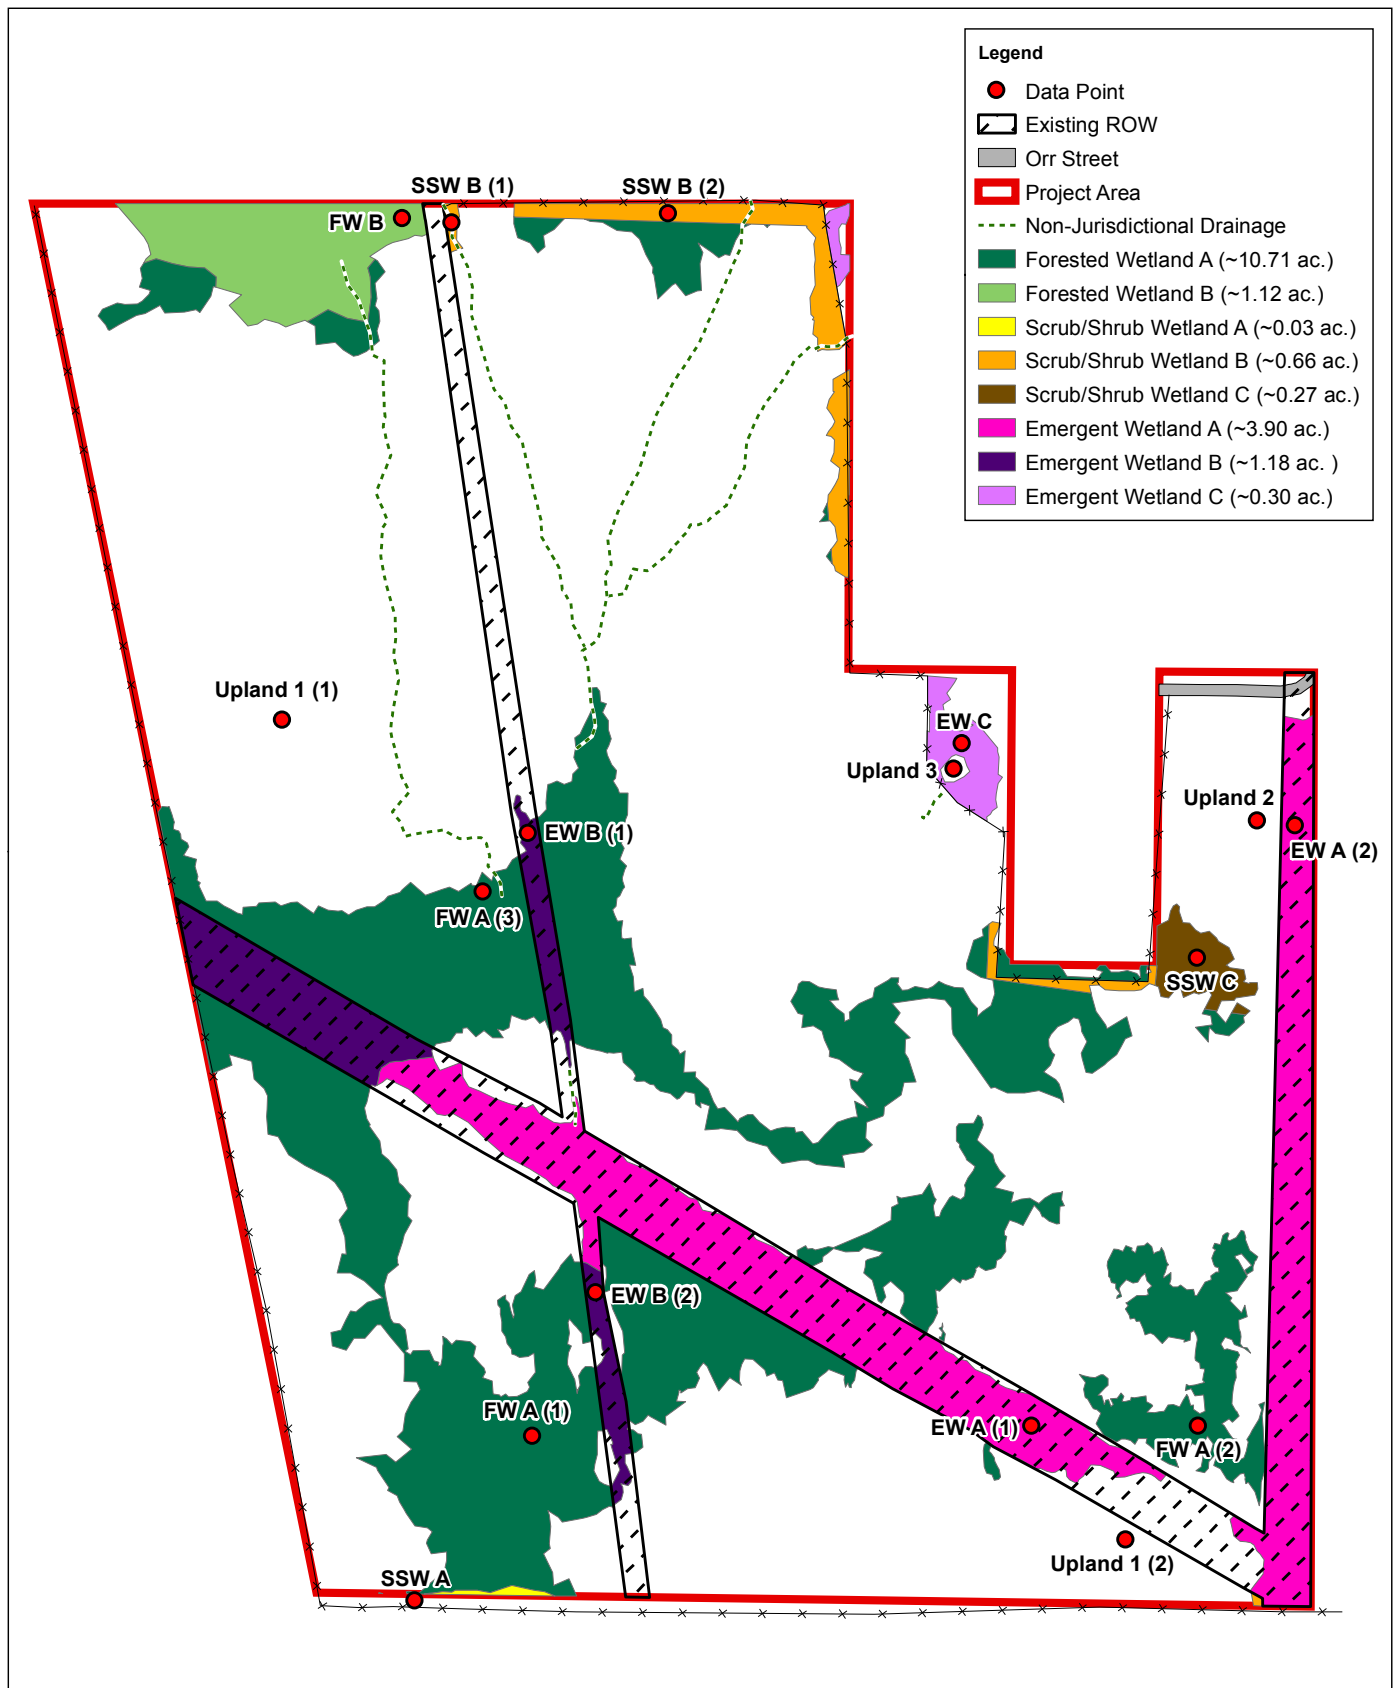 Legend
Data Point
Existing ROW
Orr Street
Project Area
Non-Jurisdictional Drainage
Forested Wetland A (~10.71 ac.)
Forested Wetland B (~1.12 ac.)
Scrub/Shrub Wetland A (~0.03 ac.)
Scrub/Shrub Wetland B (~0.66 ac.)
Scrub/Shrub Wetland C (~0.27 ac.)
Emergent Wetland A (~3.90 ac.)
Emergent Wetland B (~1.18 ac. )
Emergent Wetland C (~0.30 ac.)
SSW B (1)
SSW B (2)
FW B
Upland 1 (1)
EW C
Upland 3
Upland 2
EW B (1)
EW A (2)
FW A (3)
SSW C
EW B (2)
FW A (1)
EW A (1)
FW A (2)
Upland 1 (2)
SSW A